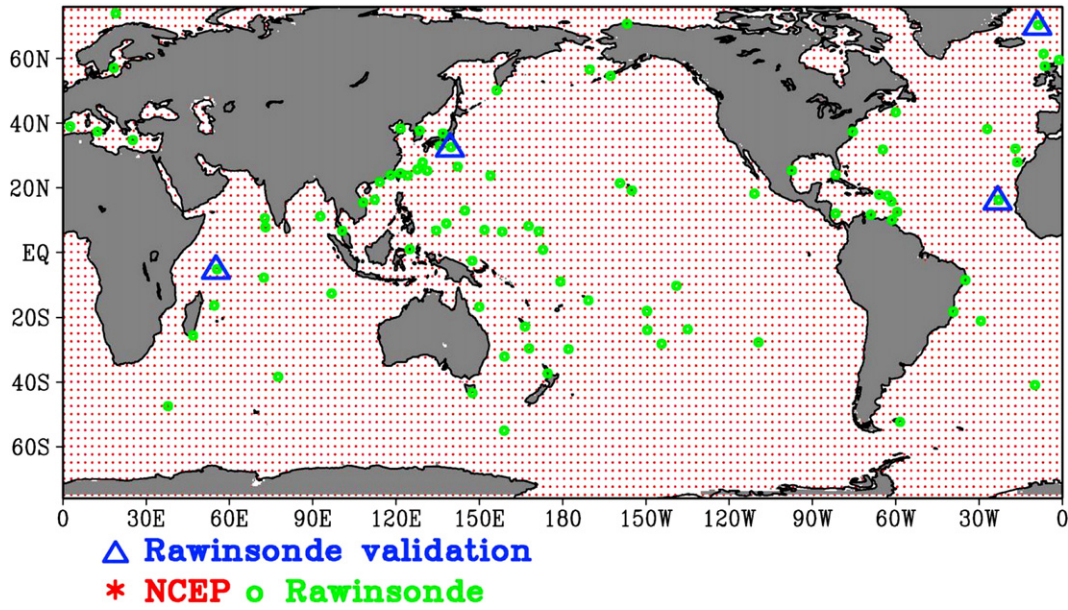 60N
40N
20N
EQ
20S
40S
60S
0 30E 60E 90E 120E 150E 180 150W 120W 90W 60W 30W 0
Rawinsonde validation
* NCEP o Rawinsonde